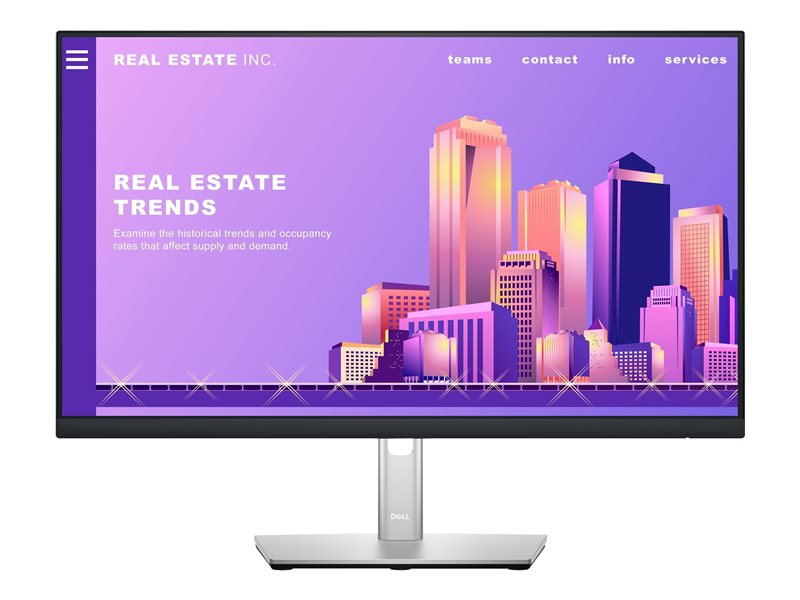 REAL ESTATE INC.
teams
contact
info
services
REAL ESTATE
TRENDS
Examine the historical trends and occupancy
rates that affect supply and demand.
DELL